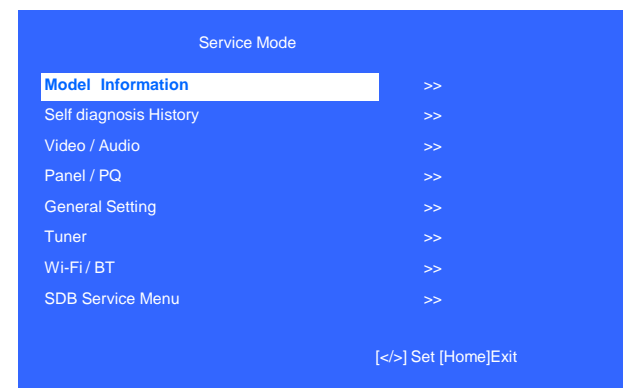 Service Mode
Model Information >>
Self diagnosis History >>
Video / Audio >>
Panel / PQ >>
General Setting >>
Tuner >>
Wi-Fi / BT >>
SDB Service Menu >>
[</>] Set [Home]Exit